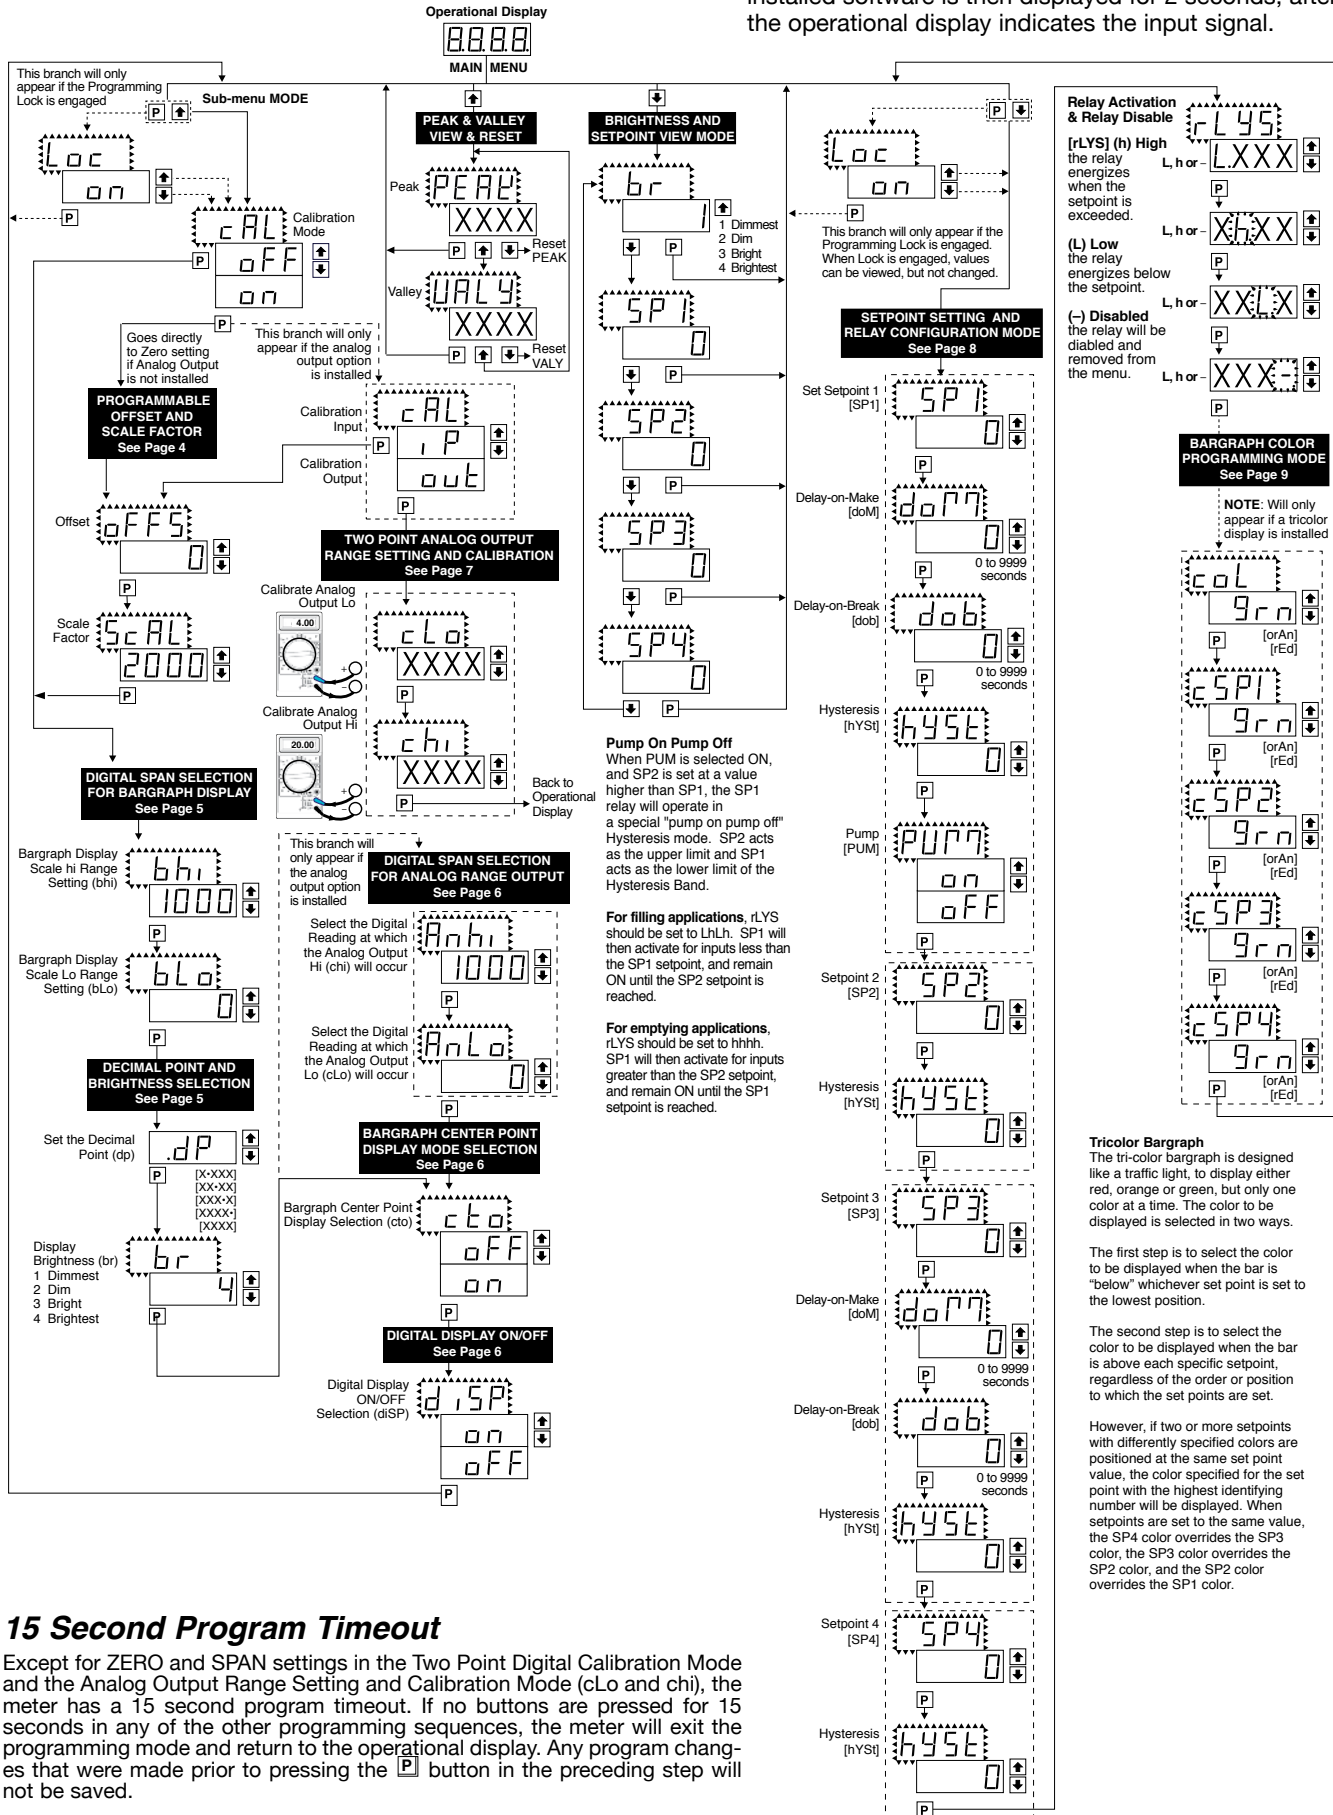 installed software is then displayed for 2 seconds, after
the operational display indicates the input signal.
Operational Display
8.8.8.8.
MAIN MENU
This branch will only
appear if the Programming
Lock is engaged
P
Sub-menu MODE
Loc
on
P
cAL
oFF
on
Calibration
Mode
P
P
Goes directly
to Zero setting
if Analog Output
is not installed
This branch will only
appear if the analog
output option
is installed
PROGRAMMABLE
OFFSET AND
SCALE FACTOR
See Page 4
Calibration
Input
cAL
iP
P
Calibration
Output
out
P
Offset
oFFS
0
P
Scale
Factor
ScAL
2000
P
TWO POINT ANALOG OUTPUT
RANGE SETTING AND CALIBRATION
See Page 7
Calibrate Analog
Output Lo
4.00
+
–
cLo
XXXX
P
Calibrate Analog
Output Hi
20.00
+
–
chi
XXXX
P
Back to
Operational
Display
DIGITAL SPAN SELECTION
FOR BARGRAPH DISPLAY
See Page 5
Bargraph Display
Scale hi Range
Setting (bhi)
bhi
1000
P
Bargraph Display
Scale Lo Range
Setting (bLo)
bLo
0
P
DECIMAL POINT AND
BRIGHTNESS SELECTION
See Page 5
Set the Decimal
Point (dp)
.dP
P
[X•XXX]
[XX•XX]
[XXX•X]
[XXXX•]
[XXXX]
Display
Brightness (br)
1 Dimmest
2 Dim
3 Bright
4 Brightest
br
4
P
This branch will
only appear if
the analog
output option
is installed
DIGITAL SPAN SELECTION
FOR ANALOG RANGE OUTPUT
See Page 6
Select the Digital
Reading at which
the Analog Output
Hi (chi) will occur
Anhi
1000
P
Select the Digital
Reading at which
the Analog Output
Lo (cLo) will occur
AnLo
0
P
BARGRAPH CENTER POINT
DISPLAY MODE SELECTION
See Page 6
Bargraph Center Point
Display Selection (cto)
cto
oFF
on
P
DIGITAL DISPLAY ON/OFF
See Page 6
Digital Display
ON/OFF
Selection (diSP)
diSP
on
oFF
P
PEAK & VALLEY
VIEW & RESET
Peak
PEAK
XXXX
P
Reset
PEAK
Valley
VALY
XXXX
P
Reset
VALY
BRIGHTNESS AND
SETPOINT VIEW MODE
br
1
1 Dimmest
2 Dim
3 Bright
4 Brightest
P
SP1
0
P
SP2
0
P
SP3
0
P
SP4
0
P
Pump On Pump Off
When PUM is selected ON,
and SP2 is set at a value
higher than SP1, the SP1
relay will operate in
a special "pump on pump off"
Hysteresis mode. SP2 acts
as the upper limit and SP1
acts as the lower limit of the
Hysteresis Band.
For filling applications, rLYS
should be set to LhLh. SP1 will
then activate for inputs less than
the SP1 setpoint, and remain
ON until the SP2 setpoint is
reached.
For emptying applications,
rLYS should be set to hhhh.
SP1 will then activate for inputs
greater than the SP2 setpoint,
and remain ON until the SP1
setpoint is reached.
P
Loc
on
P
This branch will only appear if the
Programming Lock is engaged.
When Lock is engaged, values
can be viewed, but not changed.
SETPOINT SETTING AND
RELAY CONFIGURATION MODE
See Page 8
Set Setpoint 1
[SP1]
SP1
0
P
Delay-on-Make
[doM]
doM
0
0 to 9999
seconds
P
Delay-on-Break
[dob]
dob
0
0 to 9999
seconds
P
Hysteresis
[hYSt]
hYSt
0
P
Pump
[PUM]
PUM
on
oFF
P
Setpoint 2
[SP2]
SP2
0
P
Hysteresis
[hYSt]
hYSt
0
P
Setpoint 3
[SP3]
SP3
0
P
Delay-on-Make
[doM]
doM
0
0 to 9999
seconds
P
Delay-on-Break
[dob]
dob
0
0 to 9999
seconds
P
Hysteresis
[hYSt]
hYSt
0
P
Setpoint 4
[SP4]
SP4
0
P
Hysteresis
[hYSt]
hYSt
0
P
Relay Activation
& Relay Disable
[rLYS] (h) High
the relay
energizes
when the
setpoint is
exceeded.
(L) Low
the relay
energizes below
the setpoint.
(–) Disabled
the relay will be
diabled and
removed from
the menu.
rLYS
L, h or – L.XXX
P
L, h or – XhXX
P
L, h or – XXLX
P
L, h or – XXX–
P
BARGRAPH COLOR
PROGRAMMING MODE
See Page 9
NOTE: Will only
appear if a tricolor
display is installed
coL
grn
P
[orAn]
[rEd]
cSP1
grn
P
[orAn]
[rEd]
cSP2
grn
P
[orAn]
[rEd]
cSP3
grn
P
[orAn]
[rEd]
cSP4
grn
P
[orAn]
[rEd]
Tricolor Bargraph
The tri-color bargraph is designed
like a traffic light, to display either
red, orange or green, but only one
color at a time. The color to be
displayed is selected in two ways.
The first step is to select the color
to be displayed when the bar is
“below” whichever set point is set to
the lowest position.
The second step is to select the
color to be displayed when the bar
is above each specific setpoint,
regardless of the order or position
to which the set points are set.
However, if two or more setpoints
with differently specified colors are
positioned at the same set point
value, the color specified for the set
point with the highest identifying
number will be displayed. When
setpoints are set to the same value,
the SP4 color overrides the SP3
color, the SP3 color overrides the
SP2 color, and the SP2 color
overrides the SP1 color.
15 Second Program Timeout
Except for ZERO and SPAN settings in the Two Point Digital Calibration Mode
and the Analog Output Range Setting and Calibration Mode (cLo and chi), the
meter has a 15 second program timeout. If no buttons are pressed for 15
seconds in any of the other programming sequences, the meter will exit the
programming mode and return to the operational display. Any program chang-
es that were made prior to pressing the P button in the preceding step will
not be saved.